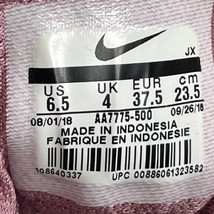 JX
US UK EUR cm
6.5 4 37.5 23.5
08/01/18 AA7775-500 09/26/18
MADE IN INDONESIA
FABRIQUE EN INDONESIE
008640337 UPC 00886061323582